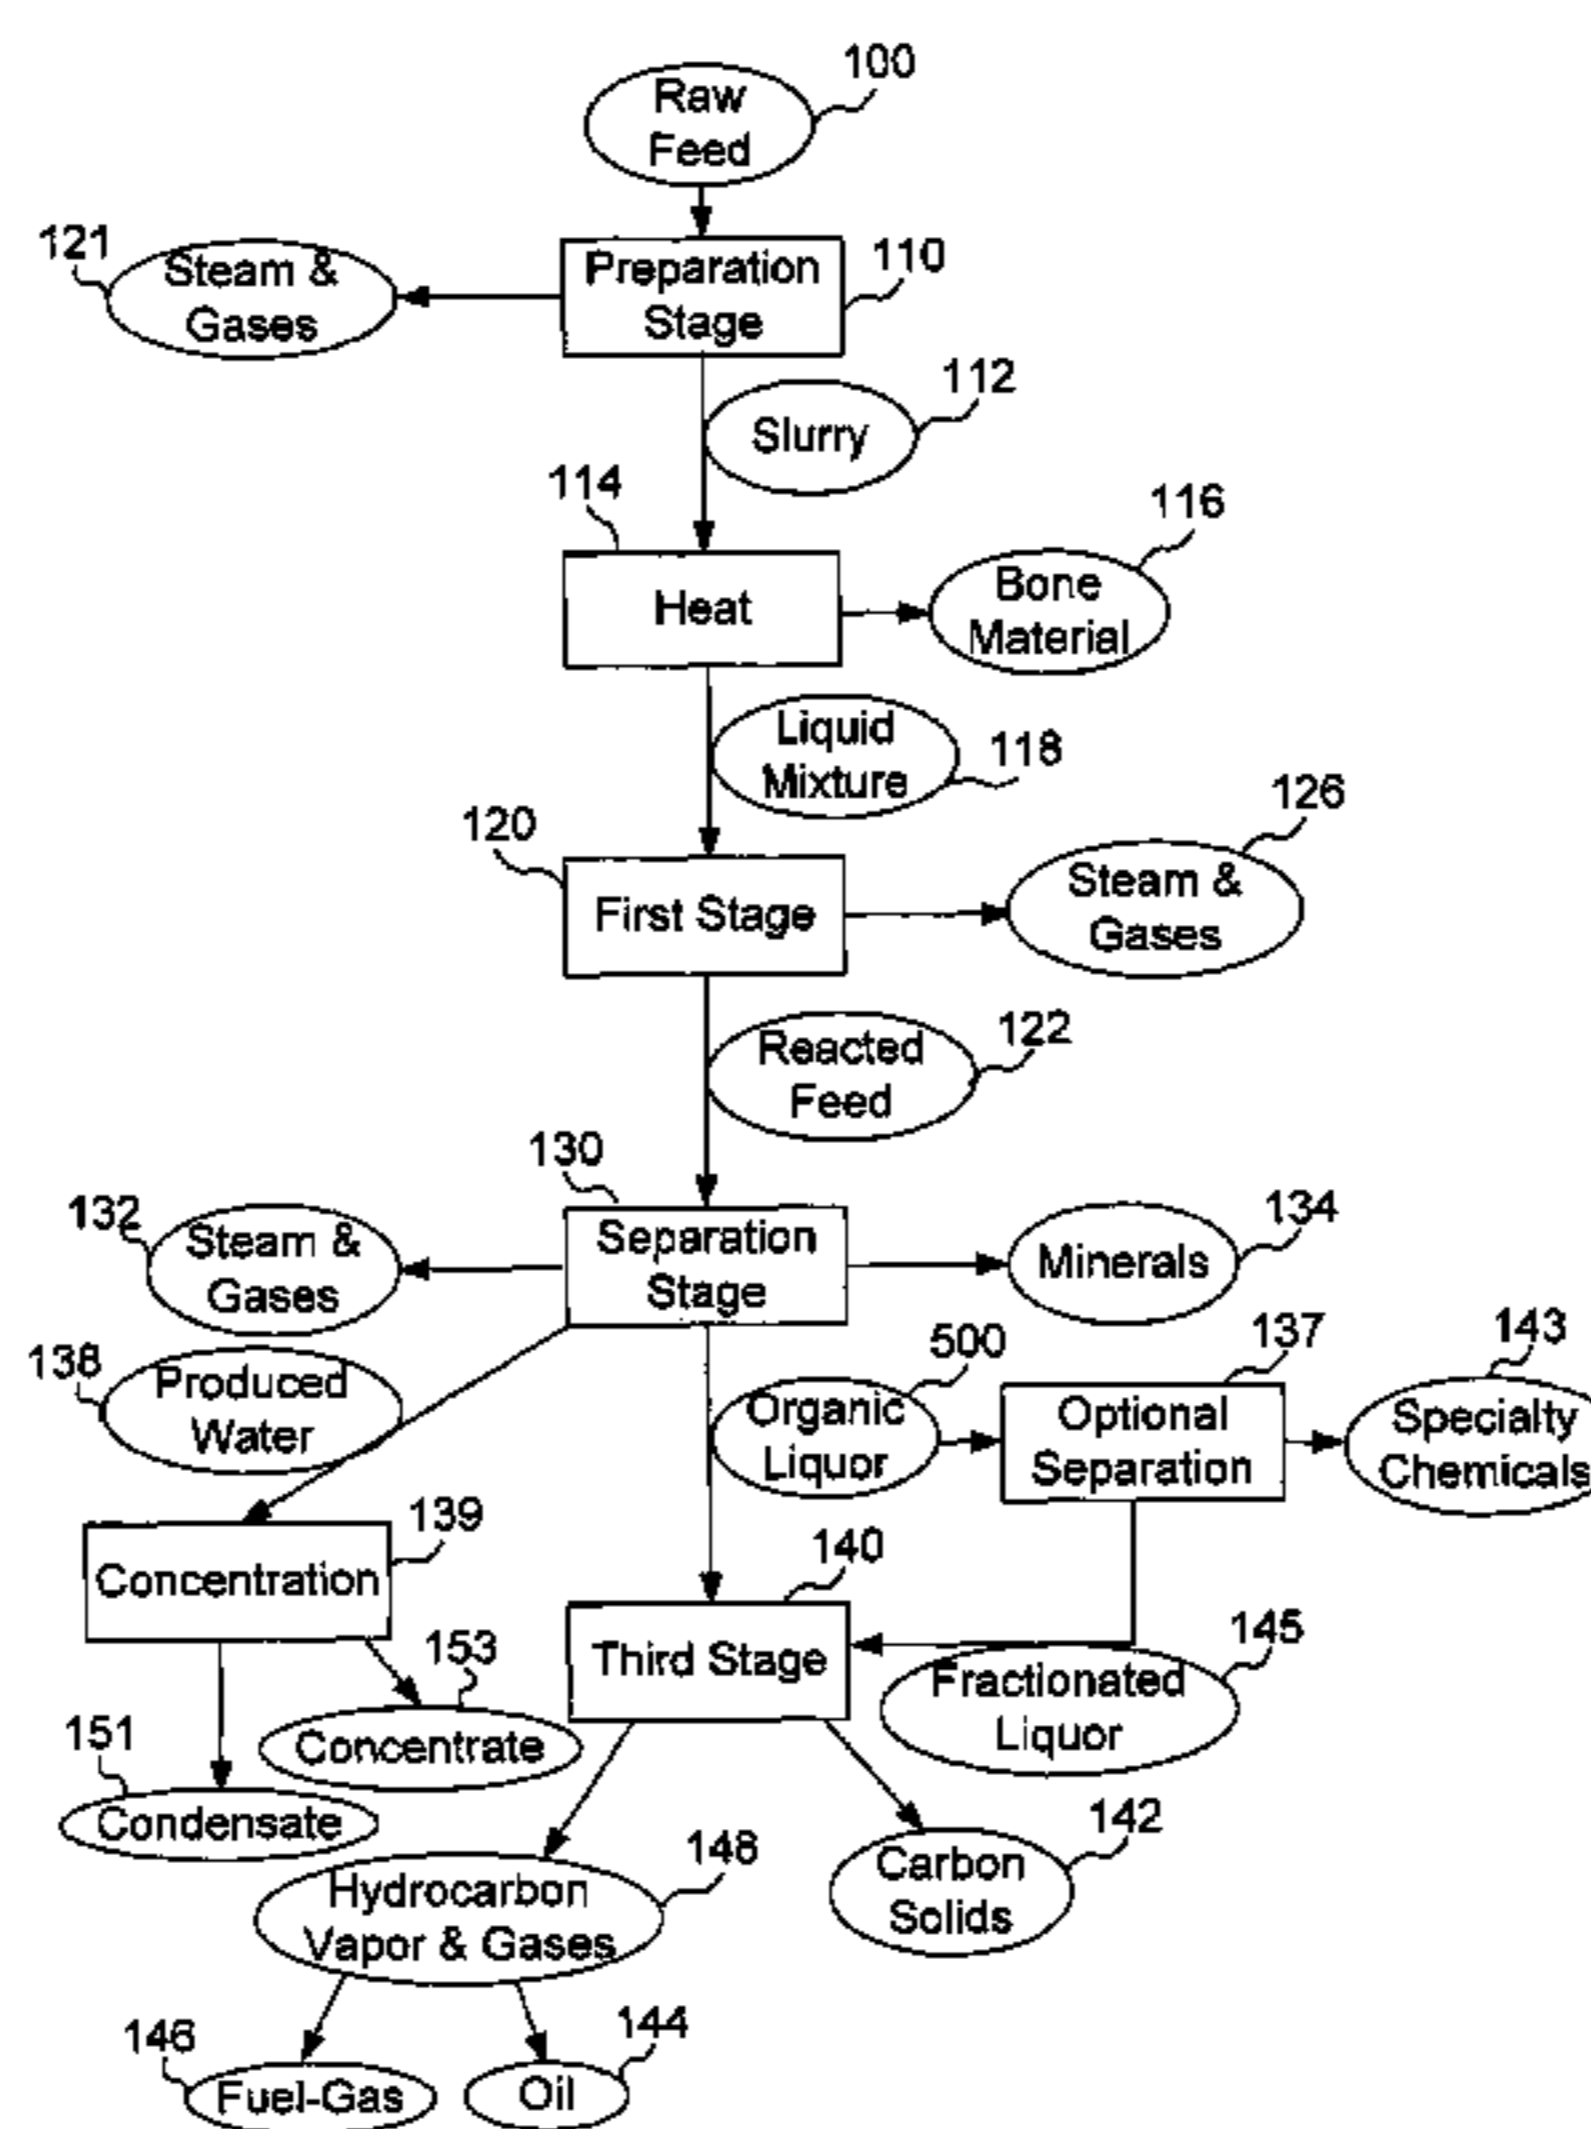 100
Raw
Feed
121
Steam &
Gases
Preparation
Stage
110
112
Slurry
114
Heat
116
Bone
Material
Liquid
Mixture
118
120
First Stage
126
Steam &
Gases
Reacted
Feed
122
130
132
Steam &
Gases
Separation
Stage
134
Minerals
138
Produced
Water
500
Organic
Liquor
137
Optional
Separation
143
Specialty
Chemicals
139
Concentration
140
Third Stage
145
Fractionated
Liquor
153
Concentrate
151
Condensate
148
Hydrocarbon
Vapor & Gases
142
Carbon
Solids
146
Fuel-Gas
144
Oil